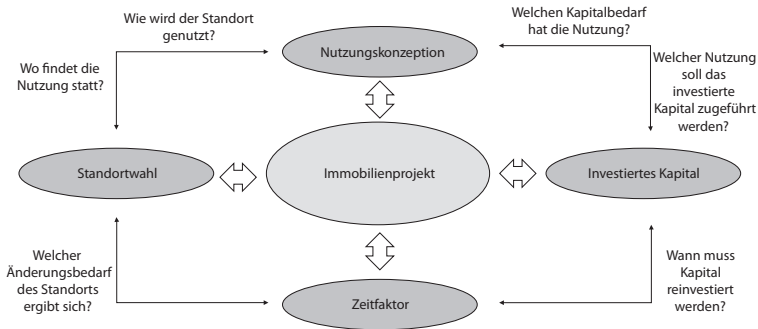 Wie wird der Standort
genutzt?
Welchen Kapitalbedarf
hat die Nutzung?
Nutzungskonzeption
Wo findet die
Nutzung statt?
Welcher Nutzung
soll das
investierte
Kapital zugeführt
werden?
Standortwahl
Immobilienprojekt
Investiertes Kapital
Welcher
Änderungsbedarf
des Standorts
ergibt sich?
Wann muss
Kapital
reinvestiert
werden?
Zeitfaktor